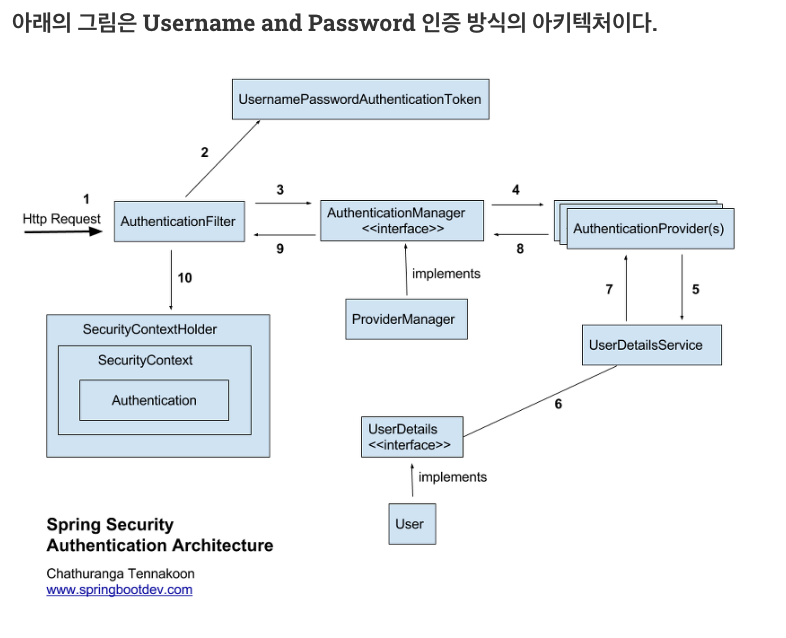 아래의 그림은 Username and Password 인증 방식의 아키텍처이다.
UsernamePasswordAuthenticationToken
2
1
Http Request
AuthenticationFilter
3
9
AuthenticationManager
<<interface>>
4
8
AuthenticationProvider(s)
10
implements
ProviderManager
7
5
UserDetailsService
SecurityContextHolder
SecurityContext
Authentication
6
UserDetails
<<interface>>
implements
User
Spring Security
Authentication Architecture
Chathuranga Tennakoon
www.springbootdev.com